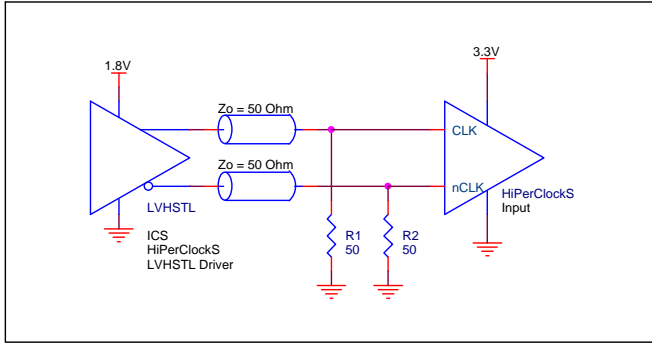 1.8V
3.3V
Zo = 50 Ohm
CLK
Zo = 50 Ohm
nCLK
LVHSTL
HiPerClockS
Input
ICS
HiPerClockS
LVHSTL Driver
R1
50
R2
50